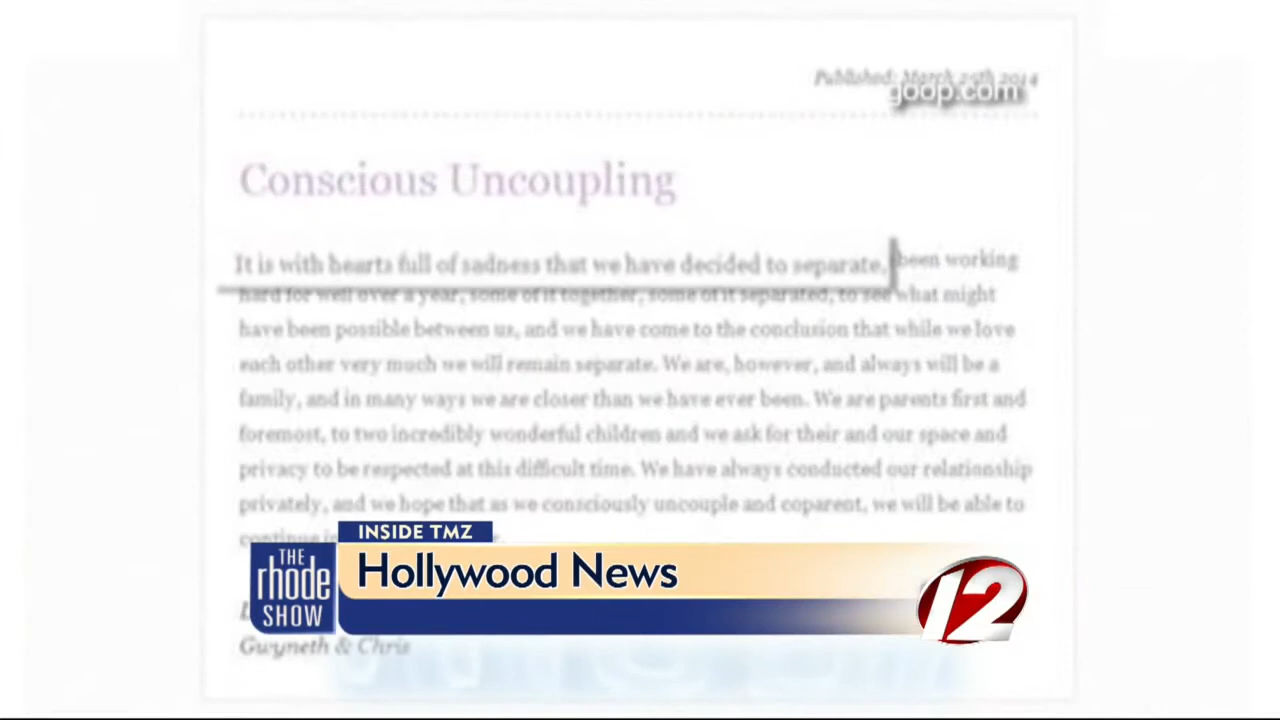 Published: March 25th 2014
goop.com
Conscious Uncoupling
It is with hearts full of sadness that we have decided to separate. been working
hard for well over a year, some of it together, some of it separated, to see what might
have been possible between us, and we have come to the conclusion that while we love
each other very much we will remain separate. We are, however, and always will be a
family, and in many ways we are closer than we have ever been. We are parents first and
foremost, to two incredibly wonderful children and we ask for their and our space and
privacy to be respected at this difficult time. We have always conducted our relationship
privately, and we hope that as we consciously uncouple and coparent, we will be able to
continue in
INSIDE TMZ
THE rhode SHOW
Hollywood News
12
Gwyneth & Chris